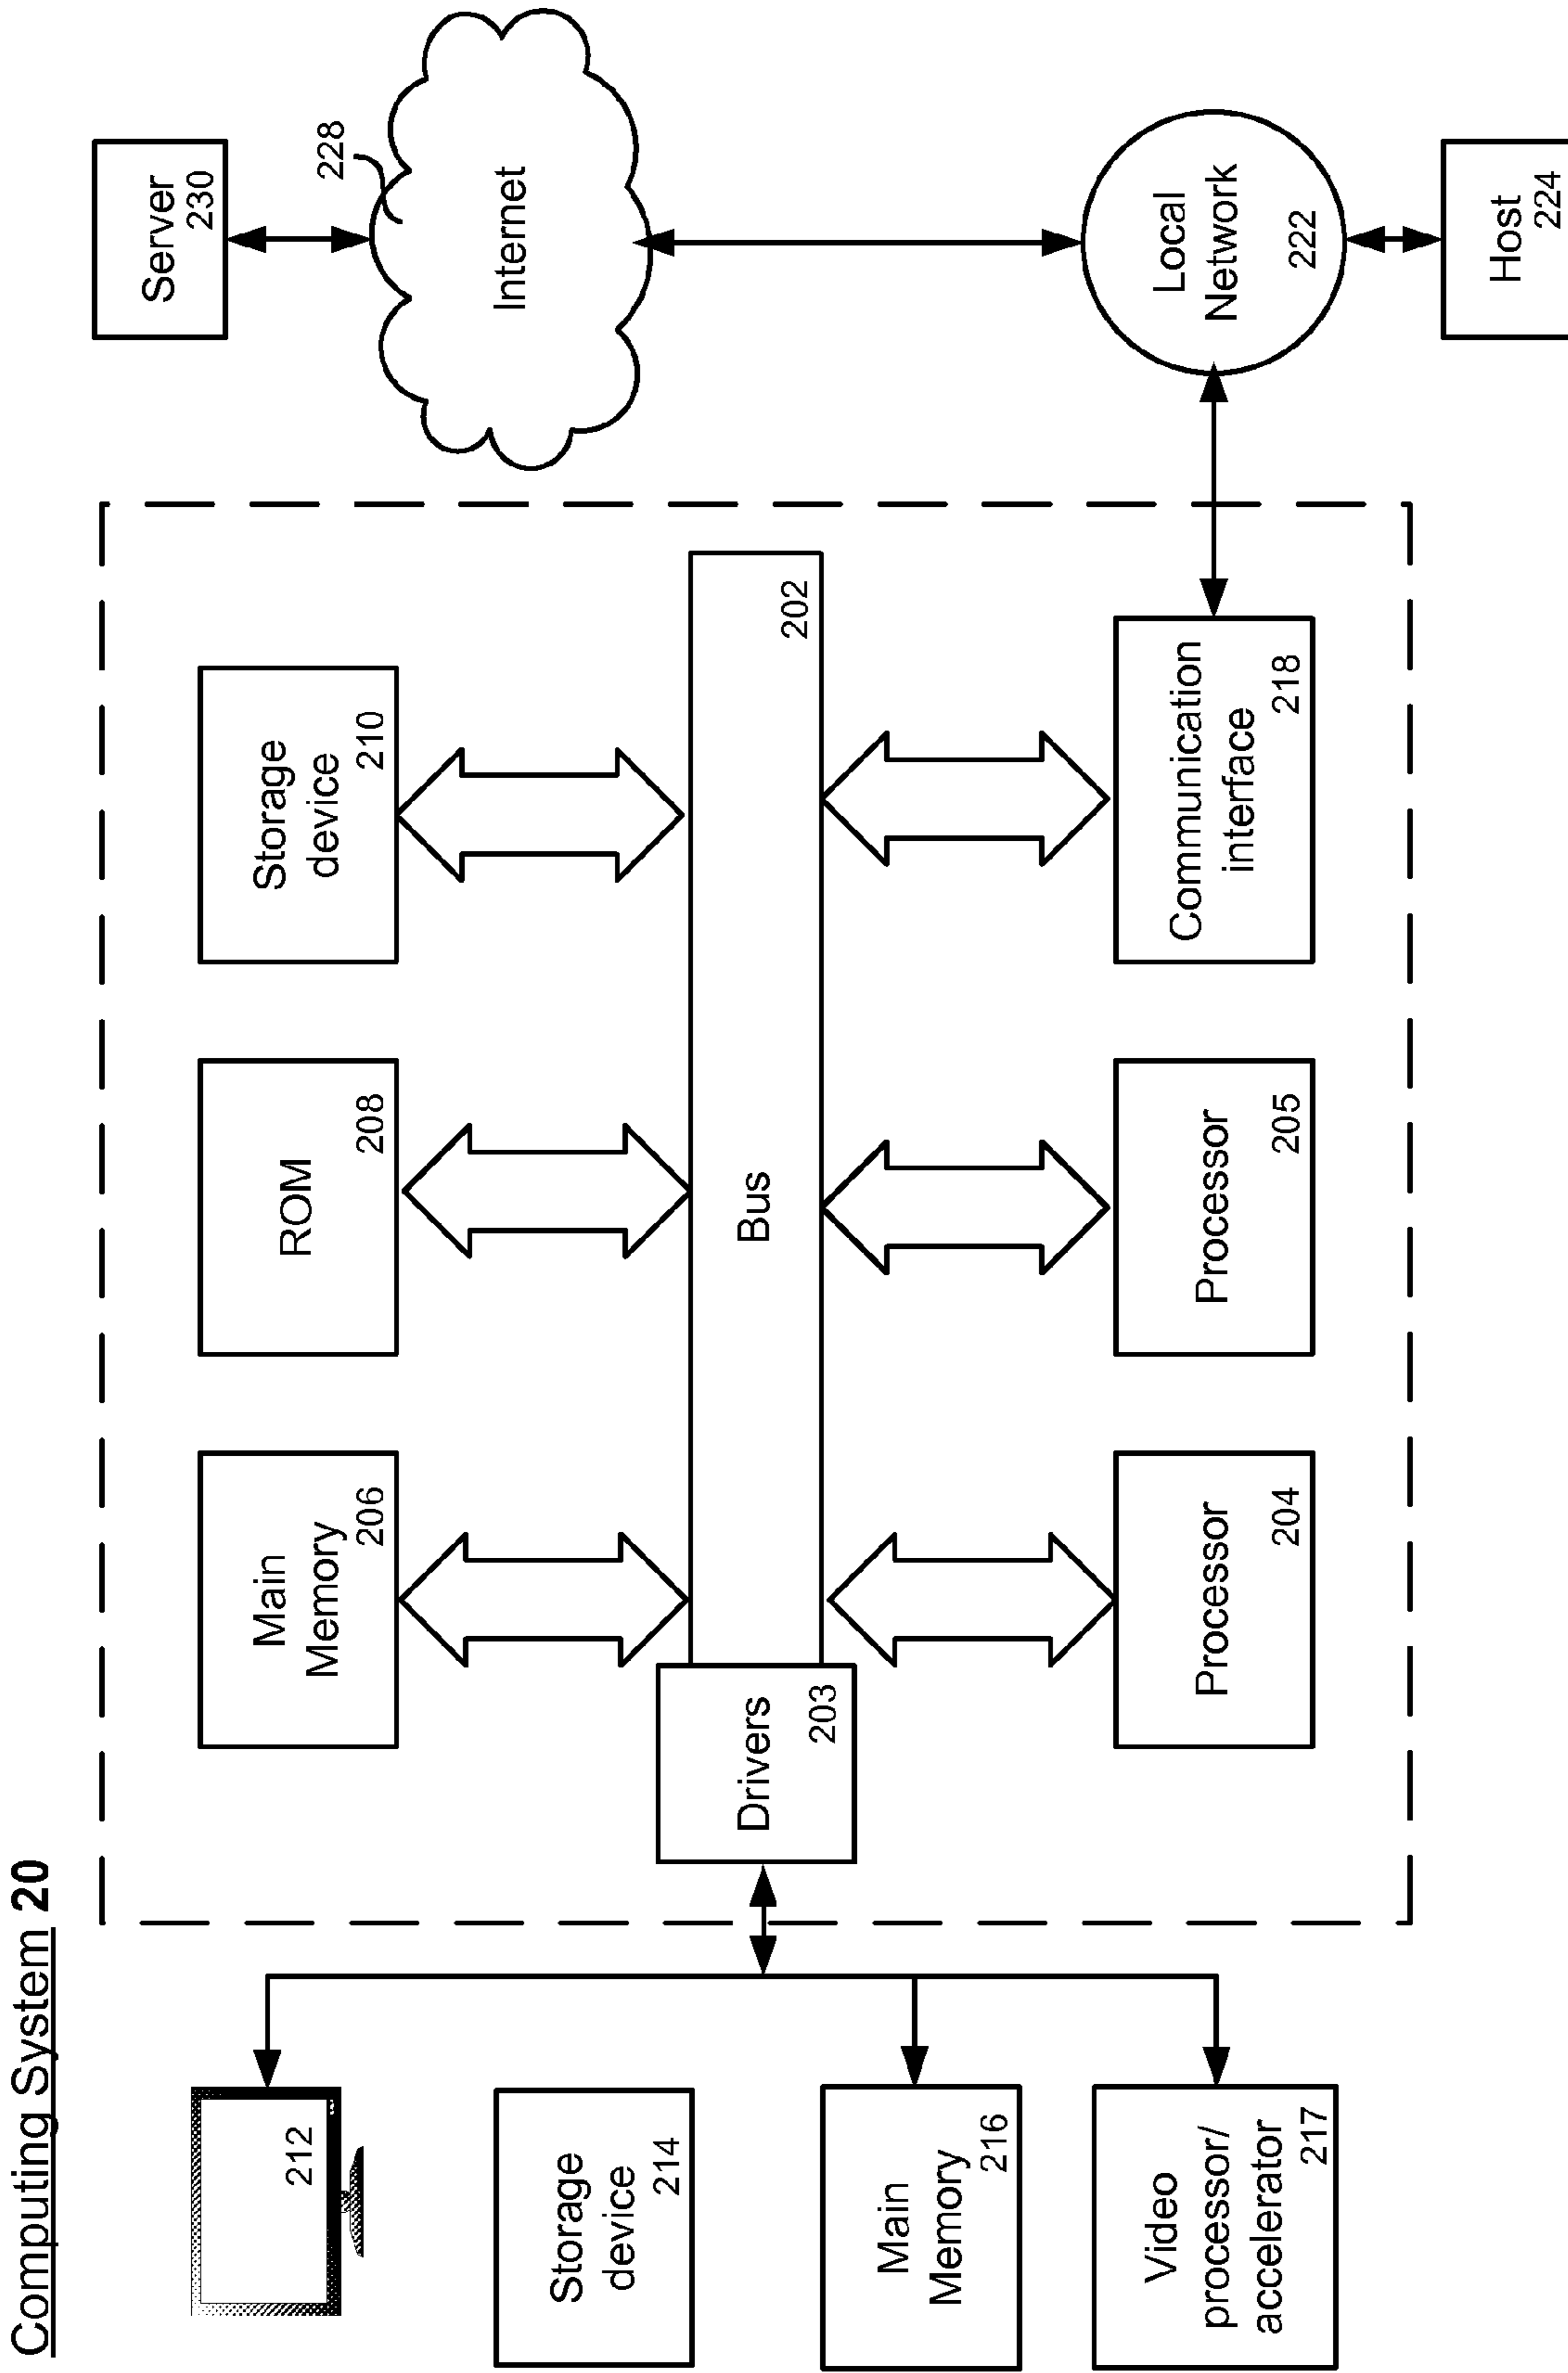 Computing System 20
212
Storage
device
214
Main
Memory
216
Video
processor/
accelerator
217
Main
Memory
206
ROM
208
Storage
device
210
Drivers
203
Bus
202
Processor
204
Processor
205
Communication
interface
218
Server
230
228
Internet
Local
Network
222
Host
224